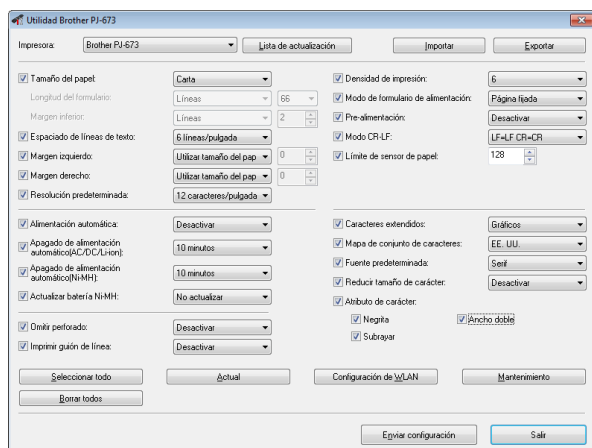 Utilidad Brother PJ-673
Impresora: Brother PJ-673 Lista de actualización Importar Exportar
Tamaño del papel: Carta
Longitud del formulario: Líneas 66
Margen inferior: Líneas 2
Espaciado de líneas de texto: 6 líneas/pulgada
Margen izquierdo: Utilizar tamaño del pap 0
Margen derecho: Utilizar tamaño del pap 0
Resolución predeterminada: 12 caracteres/pulgada
Densidad de impresión: 6
Modo de formulario de alimentación: Página fijada
Pre-alimentación: Desactivar
Modo CR-LF: LF=LF CR=CR
Límite de sensor de papel: 128
Alimentación automática: Desactivar
Apagado de alimentación
automático(AC/DC/Li-ion): 10 minutos
Apagado de alimentación
automático(Ni-MH): 10 minutos
Actualizar batería Ni-MH: No actualizar
Caracteres extendidos: Gráficos
Mapa de conjunto de caracteres: EE. UU.
Fuente predeterminada: Serif
Reducir tamaño de carácter: Desactivar
Atributo de carácter:
Negrita Ancho doble
Subrayar
Omitir perforado: Desactivar
Imprimir guión de línea: Desactivar
Seleccionar todo Actual Configuración de WLAN Mantenimiento
Borrar todos
Enviar configuración Salir